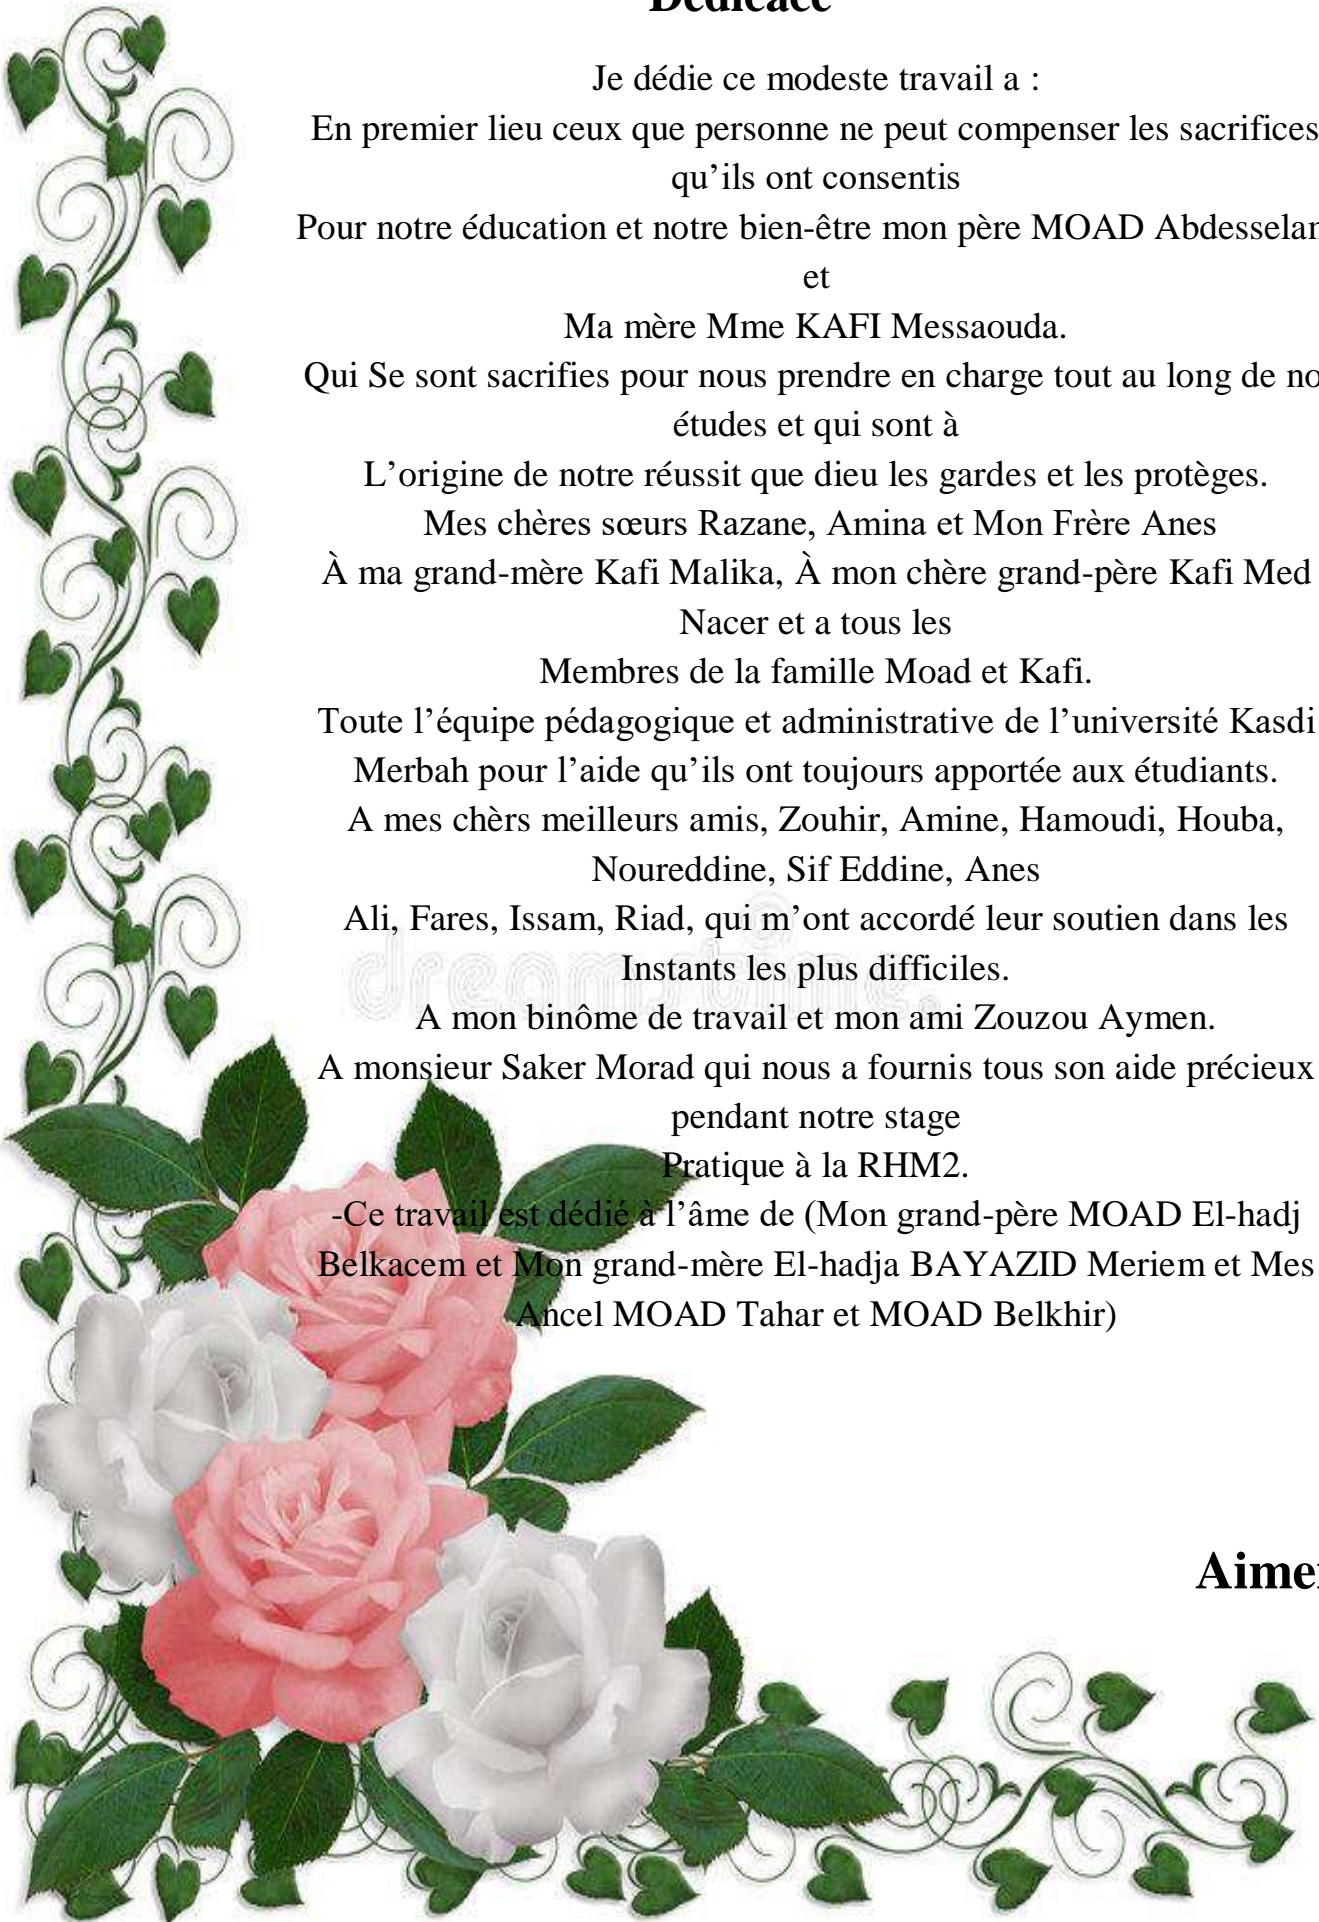 Dédicace
Je dédie ce modeste travail a :
En premier lieu ceux que personne ne peut compenser les sacrifices
qu’ils ont consentis
Pour notre éducation et notre bien-être mon père MOAD Abdesselam
et
Ma mère Mme KAFI Messaouda.
Qui Se sont sacrifies pour nous prendre en charge tout au long de no
études et qui sont à
L’origine de notre réussit que dieu les gardes et les protèges.
Mes chères sœurs Razane, Amina et Mon Frère Anes
À ma grand-mère Kafi Malika, À mon chère grand-père Kafi Med
Nacer et a tous les
Membres de la famille Moad et Kafi.
Toute l’équipe pédagogique et administrative de l’université Kasdi
Merbah pour l’aide qu’ils ont toujours apportée aux étudiants.
A mes chèrs meilleurs amis, Zouhir, Amine, Hamoudi, Houba,
Noureddine, Sif Eddine, Anes
Ali, Fares, Issam, Riad, qui m’ont accordé leur soutien dans les
Instants les plus difficiles.
dreamstime
A mon binôme de travail et mon ami Zouzou Aymen.
A monsieur Saker Morad qui nous a fournis tous son aide précieux
pendant notre stage
Pratique à la RHM2.
-Ce travail est dédié à l’âme de (Mon grand-père MOAD El-hadj
Belkacem et Mon grand-mère El-hadja BAYAZID Meriem et Mes
Ancel MOAD Tahar et MOAD Belkhir)
Aimen